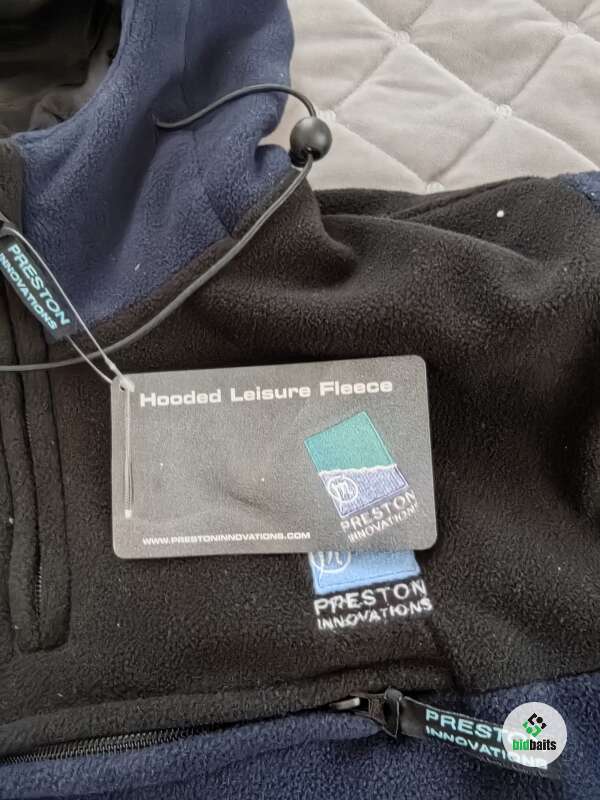 PRESTON
INNOVATIONS
Hooded Leisure Fleece
PRESTON
INNOVATIONS
WWW.PRESTONINNOVATIONS.COM
PRESTON
INNOVATIONS
PRESTON
INNOVATIONS
bidbaits